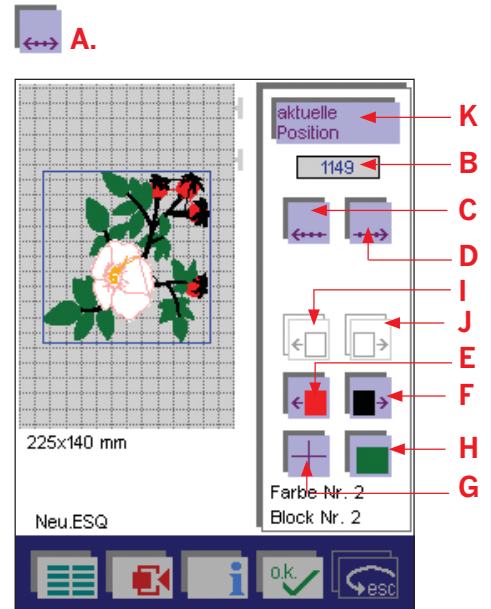 A.
aktuelle
Position
K
1149
B
C
D
I
J
E
F
H
G
225x140 mm
Farbe Nr. 2
Neu.ESQ
Block Nr. 2
i
o.k.
esc